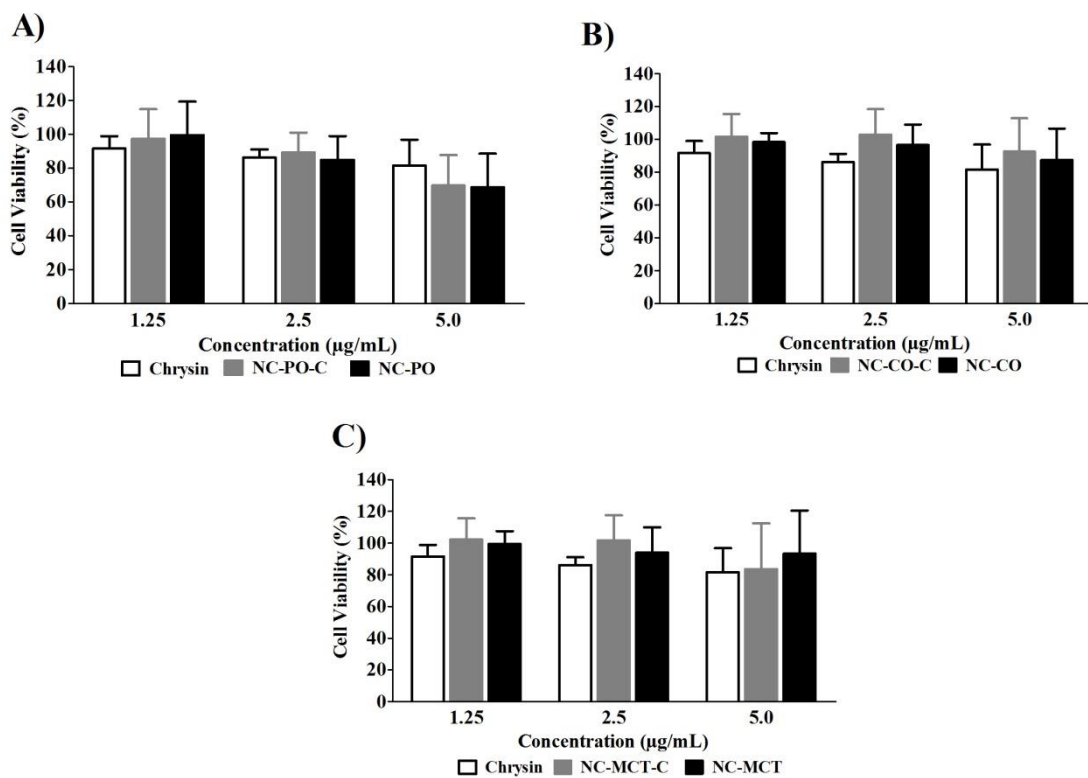 A)
Cell Viability (%)
140
120
100
80
60
40
20
0
1.25 2.5 5.0
Concentration (µg/mL)
Chrysin NC-PO-C NC-PO
B)
Cell Viability (%)
140
120
100
80
60
40
20
0
1.25 2.5 5.0
Concentration (µg/mL)
Chrysin NC-CO-C NC-CO
C)
Cell Viability (%)
140
120
100
80
60
40
20
0
1.25 2.5 5.0
Concentration (µg/mL)
Chrysin NC-MCT-C NC-MCT